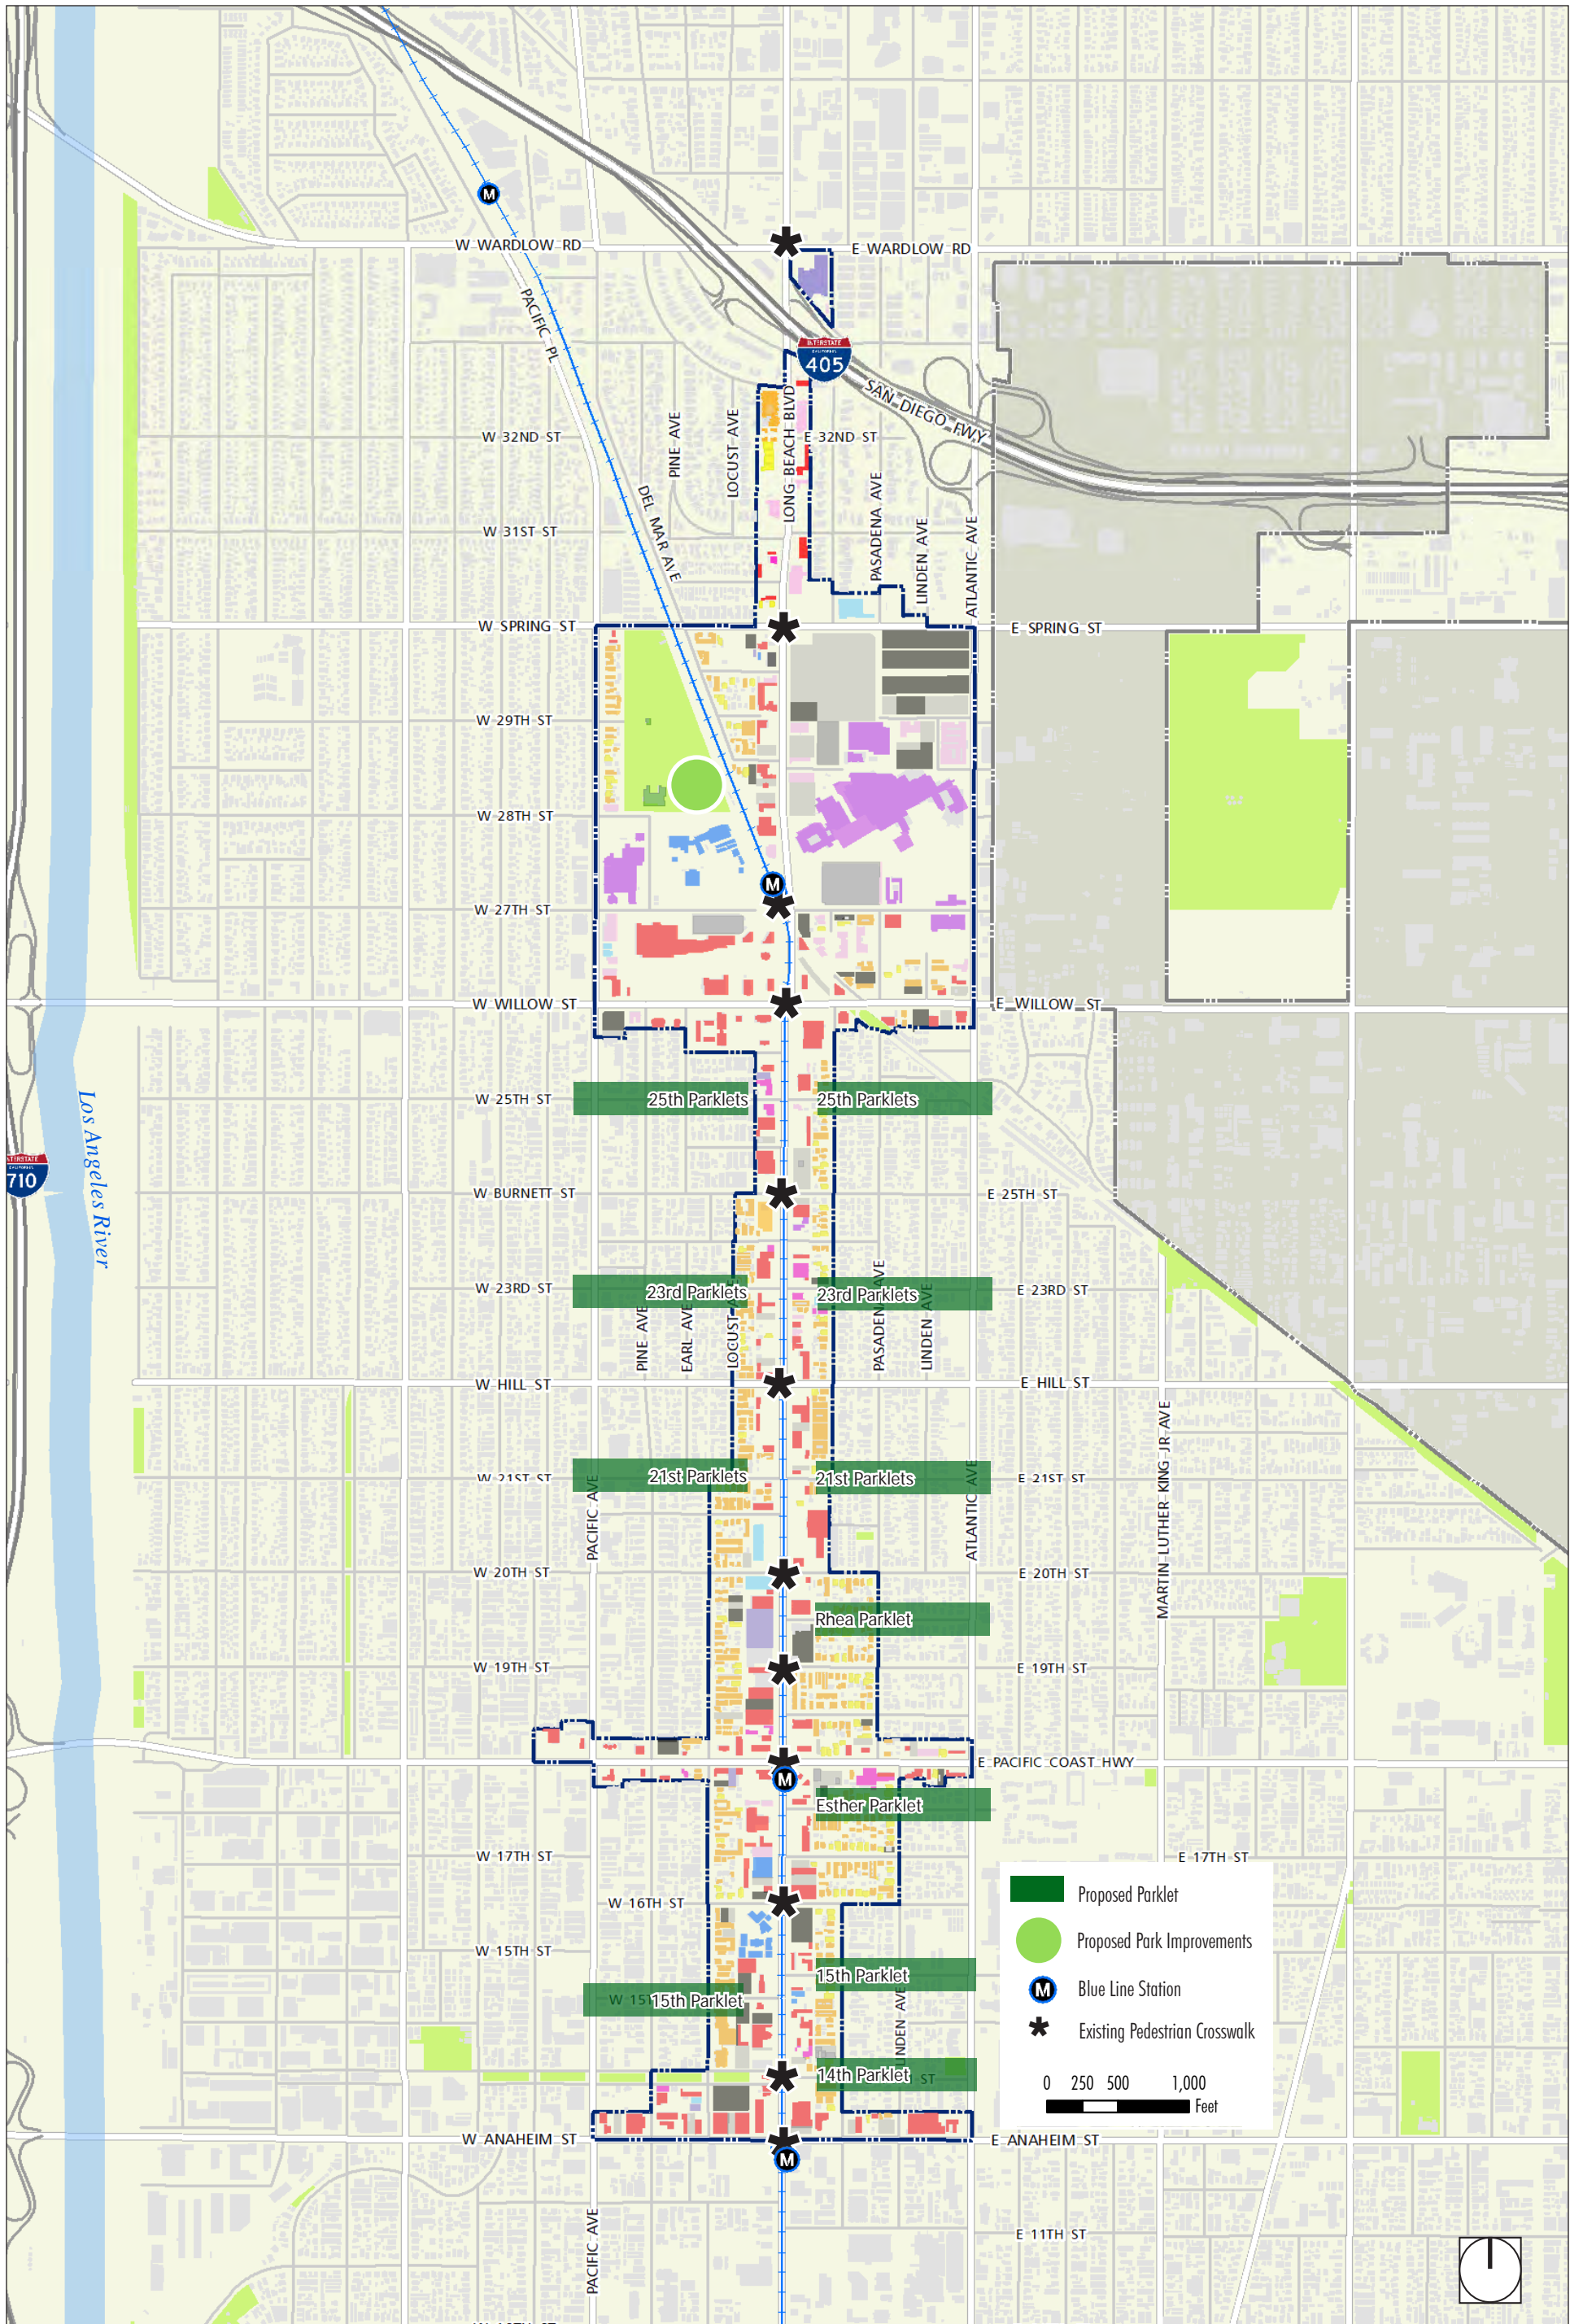 M
W WARDLOW RD
E WARDLOW RD
PACIFIC PL
INTERSTATE
CALIFORNIA
405
SAN DIEGO FWY
W 32ND ST
PINE AVE
LOCUST AVE
LONG BEACH BLVD
E 32ND ST
DEL MAR AVE
PASADENA AVE
LINDEN AVE
ATLANTIC AVE
W 31ST ST
W SPRING ST
E SPRING ST
W 29TH ST
W 28TH ST
M
W 27TH ST
W WILLOW ST
E WILLOW ST
W 25TH ST
25th Parklets
25th Parklets
Los Angeles River
710
W BURNETT ST
E 25TH ST
W 23RD ST
23rd Parklets
23rd Parklets
E 23RD ST
PINE AVE
EARL AVE
LOCUST AVE
PASADENA AVE
LINDEN AVE
W HILL ST
E HILL ST
MARTIN LUTHER KING JR AVE
W 21ST ST
21st Parklets
21st Parklets
E 21ST ST
PACIFIC AVE
ATLANTIC AVE
W 20TH ST
E 20TH ST
Rhea Parklet
W 19TH ST
E 19TH ST
E PACIFIC COAST HWY
M
Esther Parklet
W 17TH ST
E 17TH ST
W 16TH ST
W 15TH ST
15th Parklet
W 15T
15th Parklet
LINDEN AVE
14th Parklet
ST
W ANAHEIM ST
E ANAHEIM ST
M
PACIFIC AVE
E 11TH ST
Proposed Parklet
Proposed Park Improvements
M
Blue Line Station
Existing Pedestrian Crosswalk
0 250 500 1,000
Feet